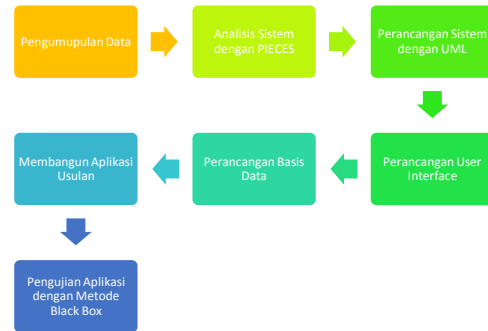 Pengumupulan Data
Analisis Sistem
dengan PIECES
Perancangan Sistem
dengan UML
Perancangan User
Interface
Perancangan Basis
Data
Membangun Aplikasi
Usulan
Pengujian Aplikasi
dengan Metode
Black Box